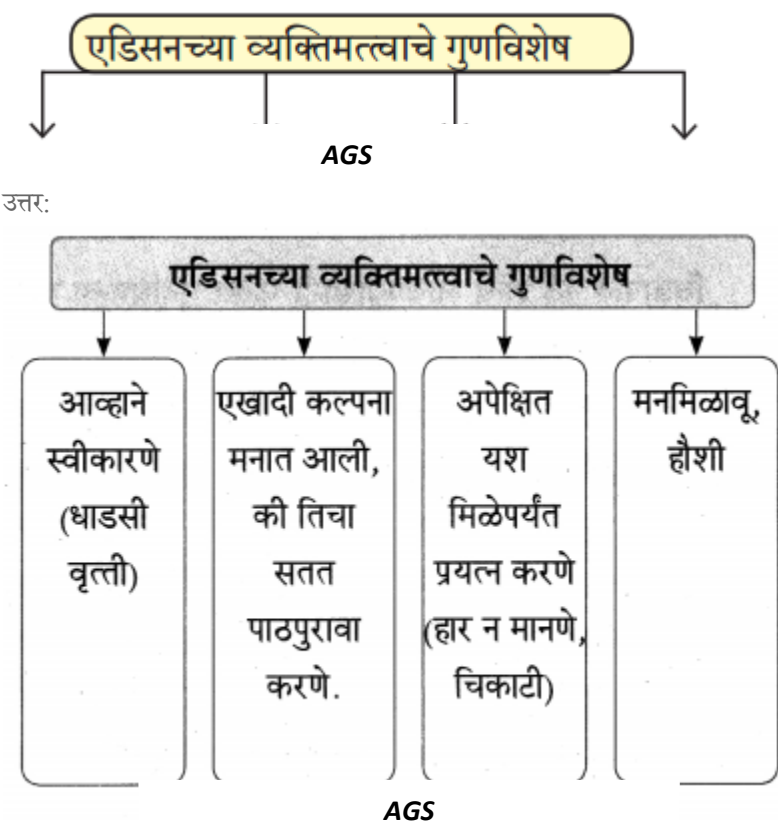 एडिसनच्या व्यक्तिमत्त्वाचे गुणविशेष
AGS
उत्तर:
एडिसनच्या व्यक्तिमत्त्वाचे गुणविशेष
आव्हाने
स्वीकारणे
(धाडसी
वृत्ती)
एखादी कल्पना
मनात आली,
की तिचा
सतत
पाठपुरावा
करणे.
अपेक्षित
यश
मिळेपर्यंत
प्रयत्न करणे
(हार न मानणे,
चिकाटी)
मनमिळावू,
हौशी
AGS